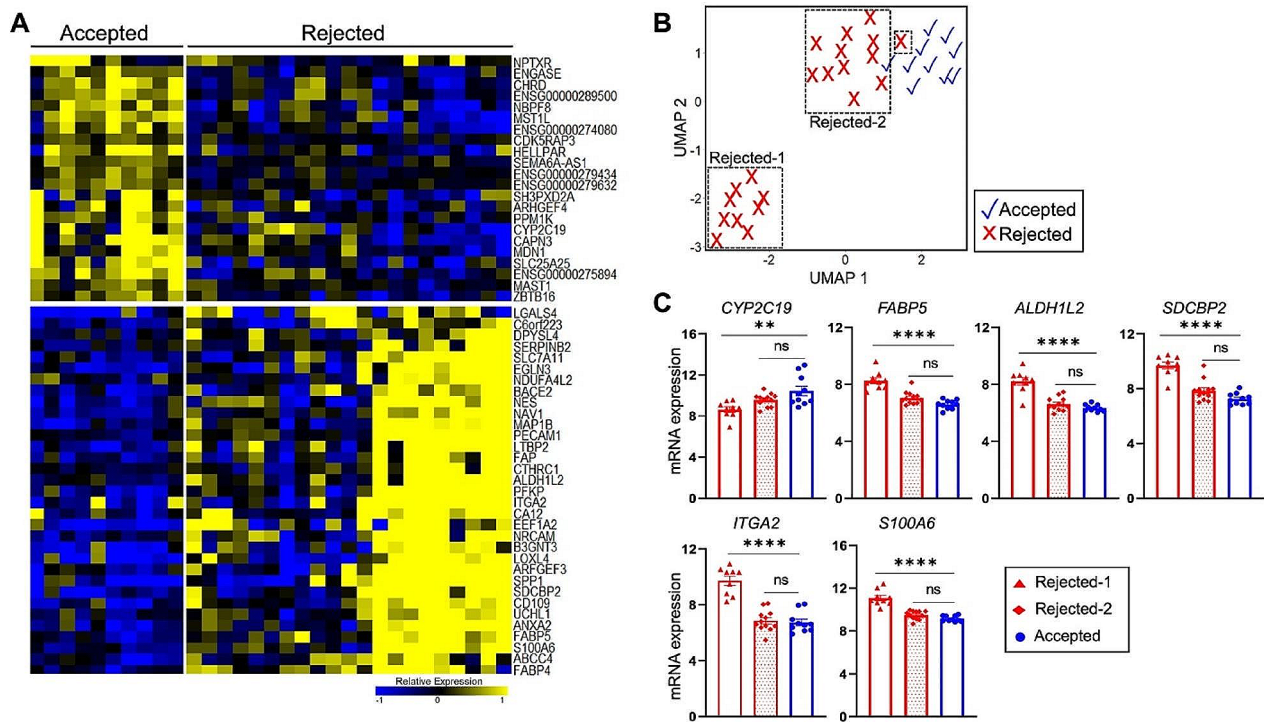 A
Accepted Rejected
NPTXR
ENGASE
CHRD
ENSG00000289500
NBPF8
MST1L
ENSG00000274080
CDK5RAP3
HELLPAR
SEMA6A-AS1
ENSG00000279434
ENSG00000279632
SH3PXD2A
ARHGEF4
PPM1K
CYP2C19
CAPN3
MDN1
SLC25A25
ENSG00000275894
MAST1
ZBTB16
LGALS4
C6orf223
DPYSL4
SERPINB2
SLC7A11
EGLN3
NDUFA4L2
BACE2
NES
NAV1
MAP1B
PECAM1
LTBP2
FAP
CTHRC1
ALDH1L2
PFKP
ITGA2
CA12
EEF1A2
NRCAM
B3GNT3
LOXL4
ARFGEF3
SPP1
SDCBP2
CD109
UCHL1
ANXA2
FABP5
S100A6
ABCC4
FABP4
Relative Expression
-1 0 1
B
UMAP 2
1
0
-1
-2
-3
Rejected-2
Rejected-1
-2 0 2
UMAP 1
Accepted
Rejected
C
CYP2C19
**
ns
mRNA expression
16
12
8
4
0
FABP5
****
ns
12
8
4
0
ALDH1L2
****
ns
12
8
4
0
SDCBP2
****
ns
12
8
4
0
ITGA2
****
ns
mRNA expression
12
8
4
0
S100A6
****
ns
16
12
8
4
0
Rejected-1
Rejected-2
Accepted